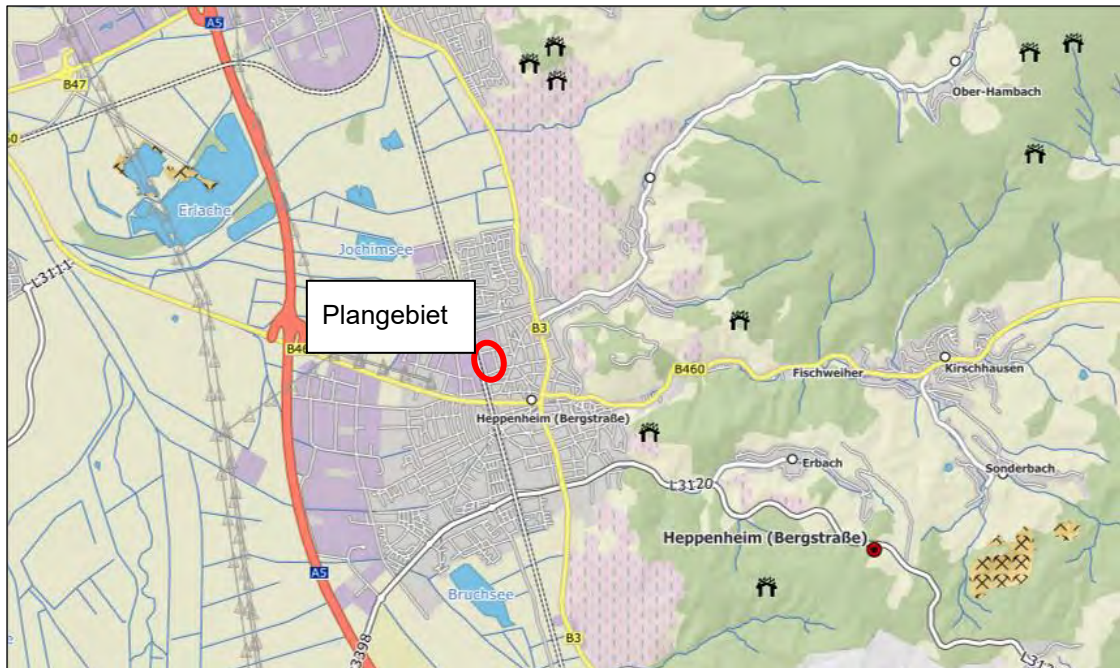 A5
B47
Ober-Hambach
Erlache
Jochimsee
L3111
Plangebiet
B3
B46
B460
Fischweiher
Kirschhausen
Heppenheim (Bergstraße)
Erbach
Sonderbach
L3120
Heppenheim (Bergstraße)
A5
Bruchsee
B3
L3398